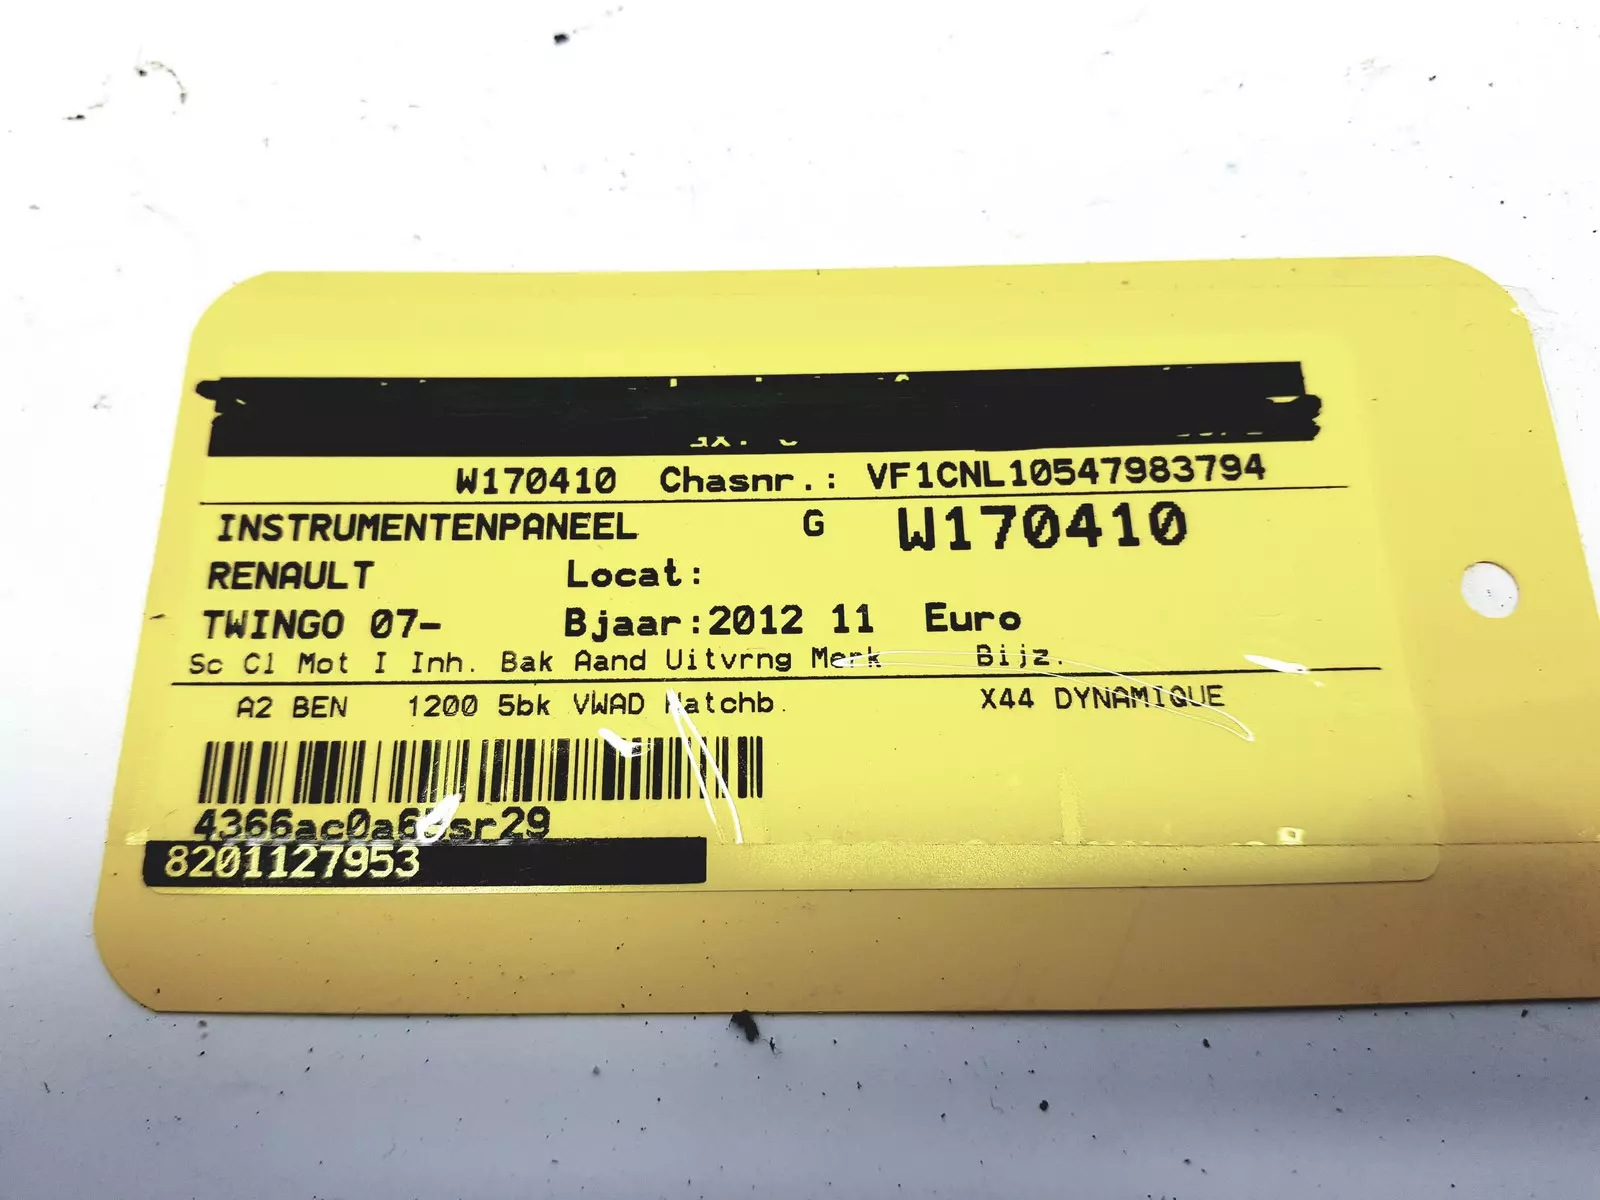 W170410 Chasnr.: VF1CNL10547983794
INSTRUMENTENPANEEL G W170410
RENAULT Locat:
TWINGO 07- Bjaar:2012 11 Euro
Sc Cl Mot I Inh. Bak Aand Uitvrng Merk Bijz.
A2 BEN 1200 5bk VWAD Hatchb. X44 DYNAMIQUE
8201127953